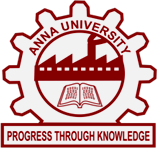 ANNA UNIVERSITY
PROGRESS THROUGH KNOWLEDGE